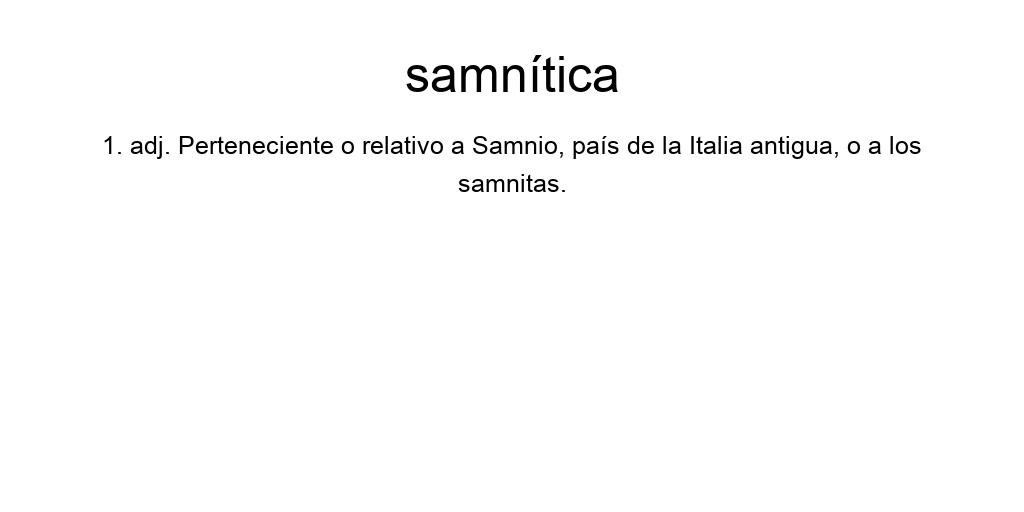 samnítica
1. adj. Perteneciente o relativo a Samnio, país de la Italia antigua, o a los
samnitas.